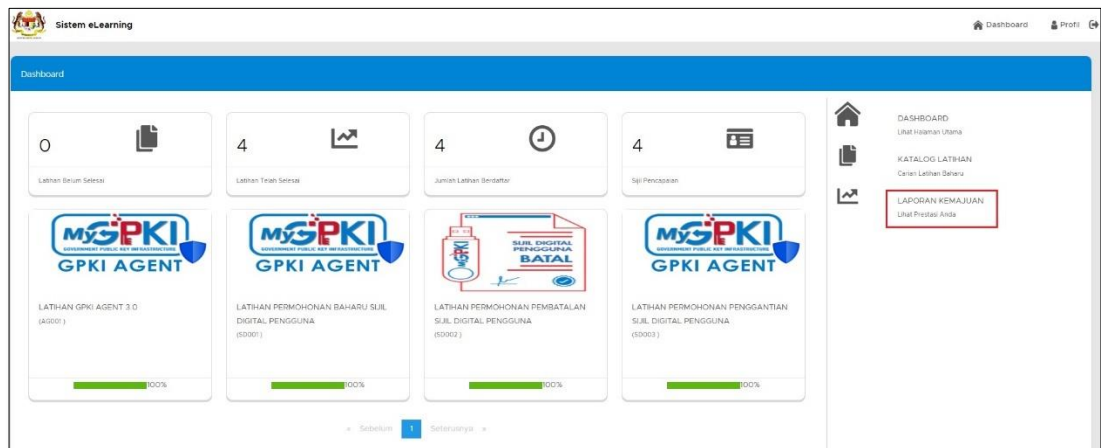 Sistem eLearning
Dashboard
Profil
Dashboard
0
Latihan Belum Selesai
4
Latihan Telah Selesai
4
Jumlah Latihan Berdaftar
4
Sijil Pencapaian
DASHBOARD
Lihat Halaman Utama
KATALOG LATIHAN
Carian Latihan Baharu
LAPORAN KEMAJUAN
Lihat Prestasi Anda
MyGPKI
GOVERNMENT PUBLIC KEY INFRASTRUCTURE
GPKI AGENT
LATIHAN GPKI AGENT 3.0
(AG001 )
100%
MyGPKI
GOVERNMENT PUBLIC KEY INFRASTRUCTURE
GPKI AGENT
LATIHAN PERMOHONAN BAHARU SIJIL
DIGITAL PENGGUNA
(SD001 )
100%
SIJIL DIGITAL
PENGGUNA
BATAL
LATIHAN PERMOHONAN PEMBATALAN
SIJIL DIGITAL PENGGUNA
(SD002 )
100%
MyGPKI
GOVERNMENT PUBLIC KEY INFRASTRUCTURE
GPKI AGENT
LATIHAN PERMOHONAN PENGGANTIAN
SIJIL DIGITAL PENGGUNA
(SD003 )
100%
« Sebelum 1 Seterusnya »